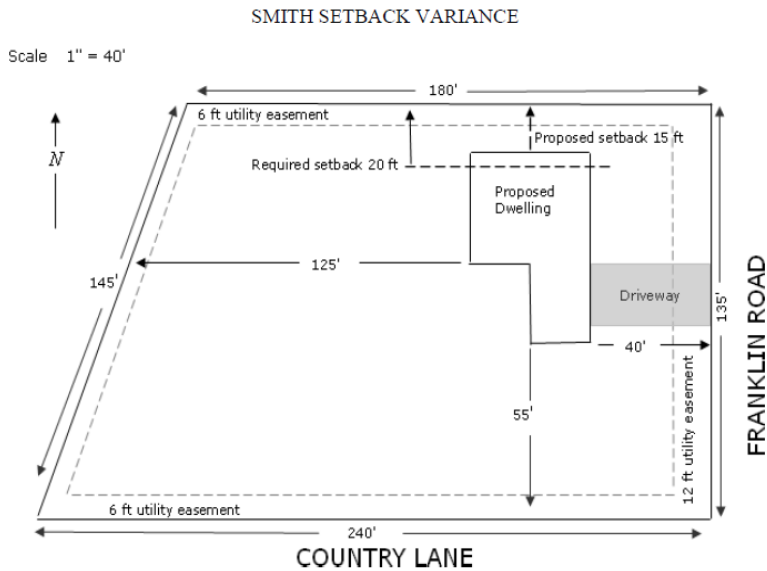 SMITH SETBACK VARIANCE
Scale 1" = 40'
180'
6 ft utility easement
Proposed setback 15 ft
N
Required setback 20 ft
Proposed
Dwelling
125'
145'
Driveway
135'
FRANKLIN ROAD
40'
55'
12 ft utility easement
6 ft utility easement
240'
COUNTRY LANE